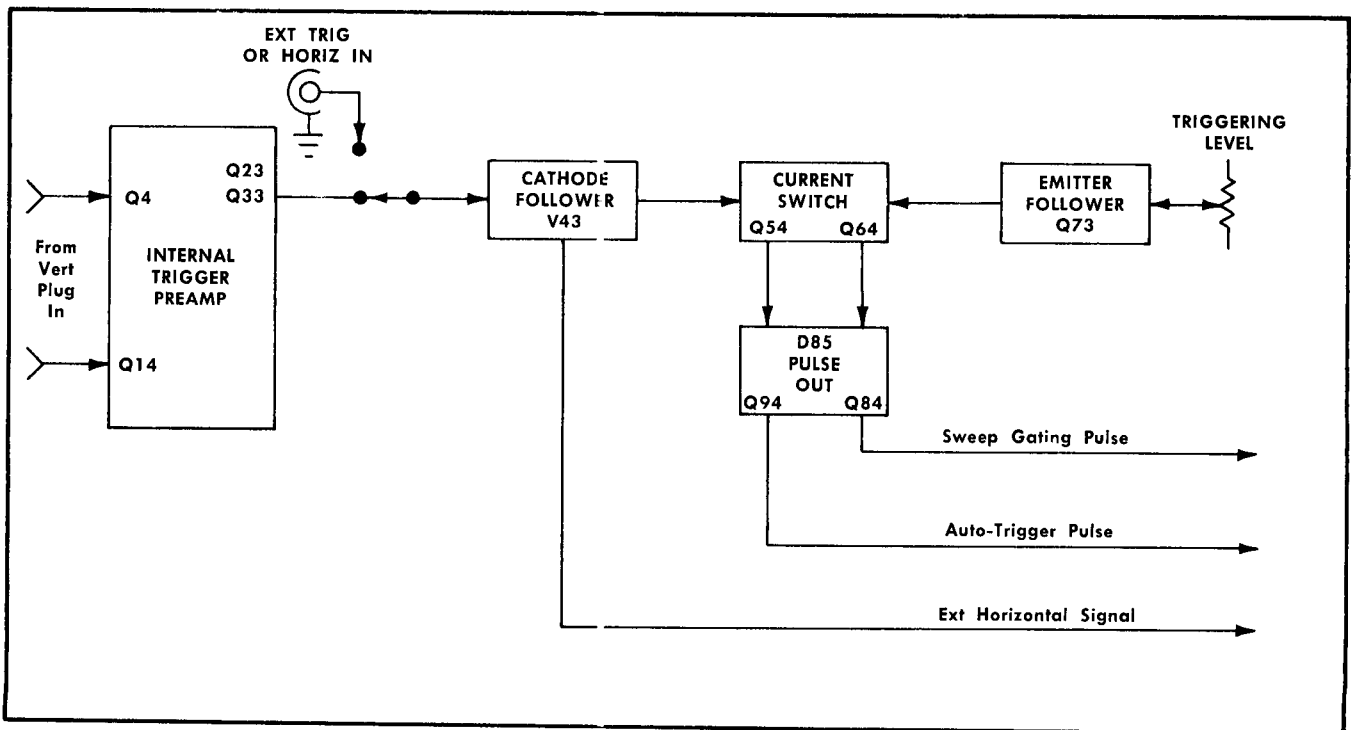 EXT TRIG
OR HORIZ IN
TRIGGERING
LEVEL
Q23
Q4
Q33
From
Vert
Plug
In
INTERNAL
TRIGGER
PREAMP
Q14
CATHODE
FOLLOWER
V43
CURRENT
SWITCH
Q54
Q64
EMITTER
FOLLOWER
Q73
D85
PULSE
OUT
Q94
Q84
Sweep Gating Pulse
Auto-Trigger Pulse
Ext Horizontal Signal